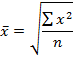 x̄ = √(∑x²/n)